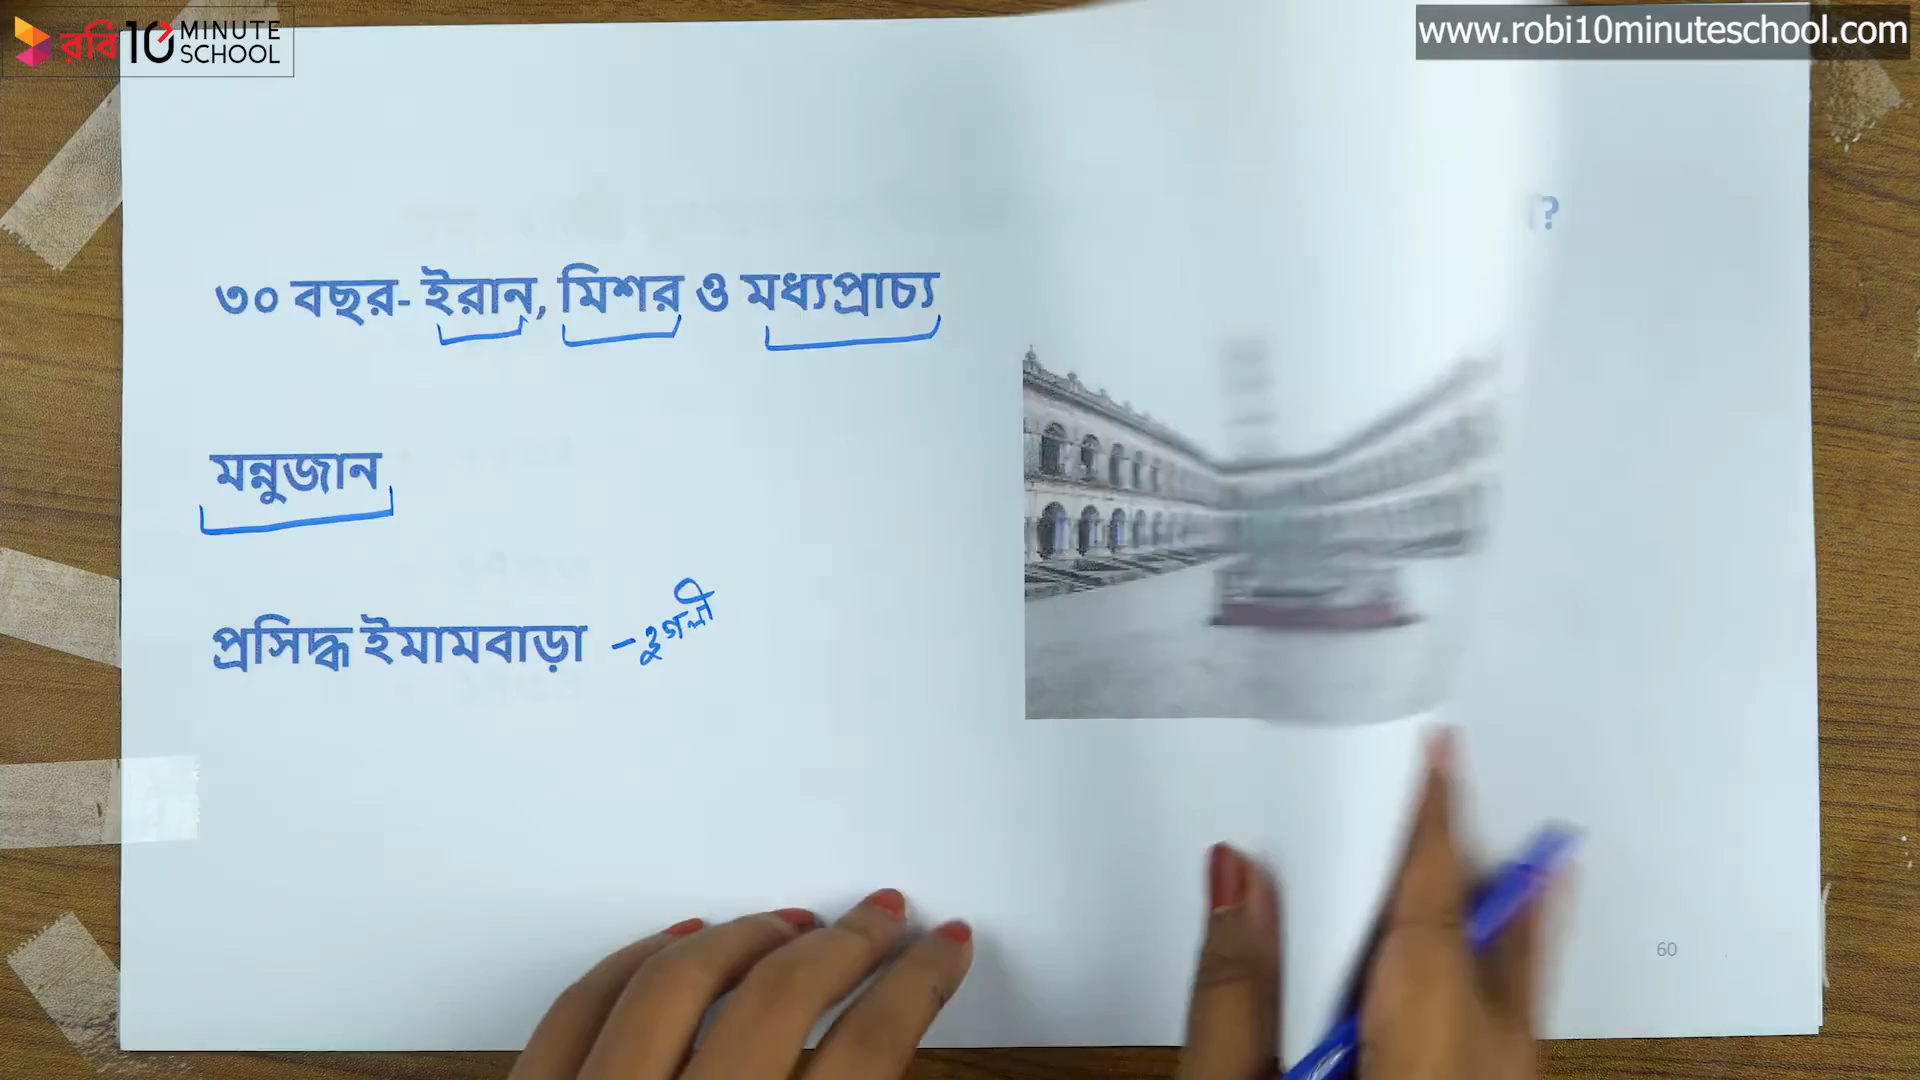 রবি 10 MINUTE SCHOOL
www.robi10minuteschool.com
?
৩০ বছর- ইরান, মিশর ও মধ্যপ্রাচ্য
মন্নুজান
প্রসিদ্ধ ইমামবাড়া - হুগলী
60